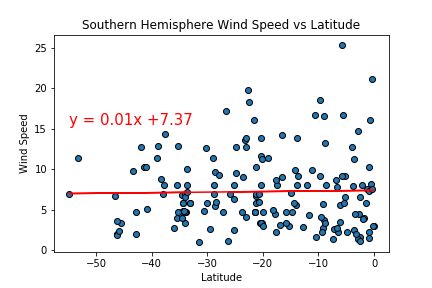 Southern Hemisphere Wind Speed vs Latitude
25
20
15
10
5
0
Wind Speed
y = 0.01x +7.37
−50 −40 −30 −20 −10 0
Latitude